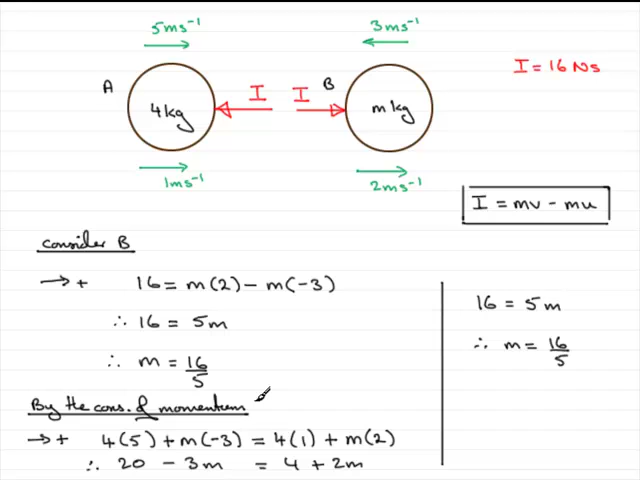 5ms⁻¹
3ms⁻¹
I = 16 Ns
A
4kg
I
I
B
m kg
1ms⁻¹
2ms⁻¹
I = mv - mu
consider B
→ + 16 = m(2) - m(-3)
∴ 16 = 5m
∴ m = 16/5
By the cons. of momentum
→ + 4(5) + m(-3) = 4(1) + m(2)
∴ 20 - 3m = 4 + 2m
16 = 5m
∴ m = 16/5